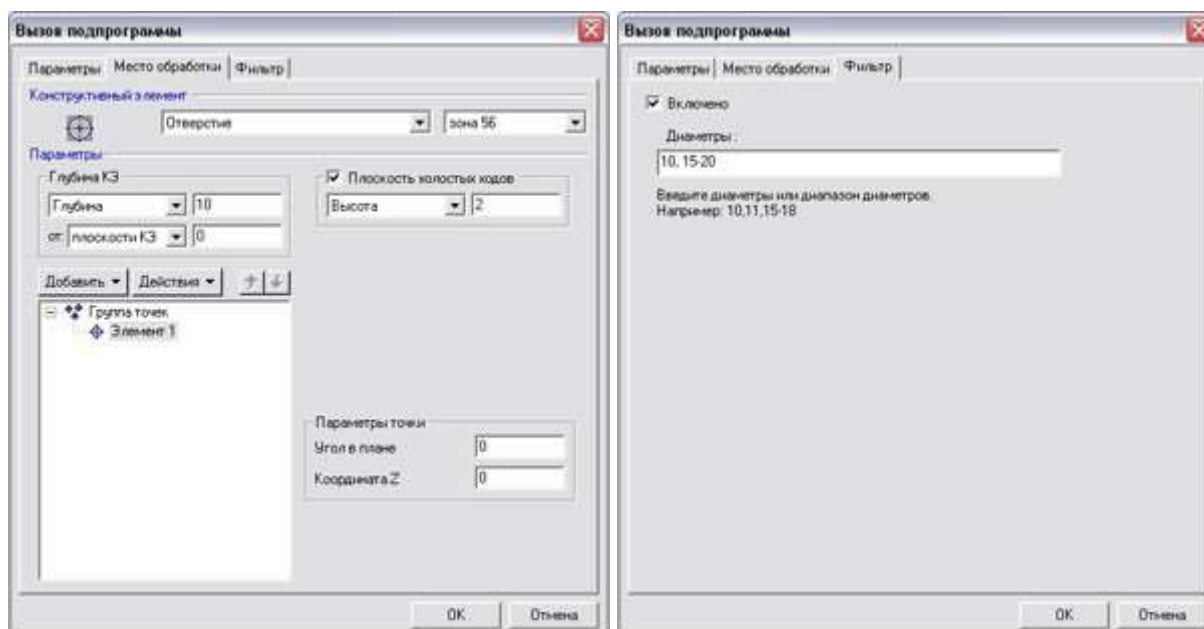 Вызов подпрограммы
Параметры Место обработки Фильтр
Конструктивный элемент
Отверстие зона 56
Параметры
Глубина КЭ
Плоскость холостых ходов
Глубина 10
Высота 2
от плоскости КЭ 0
Добавить Действия
Группа точек
Элемент 1
Параметры точки
Угол в плане 0
Координата Z 0
OK Отмена
Вызов подпрограммы
Параметры Место обработки Фильтр
Включено
Диаметры :
10, 15-20
Введите диаметры или диапазон диаметров.
Например: 10,11,15-18
OK Отмена